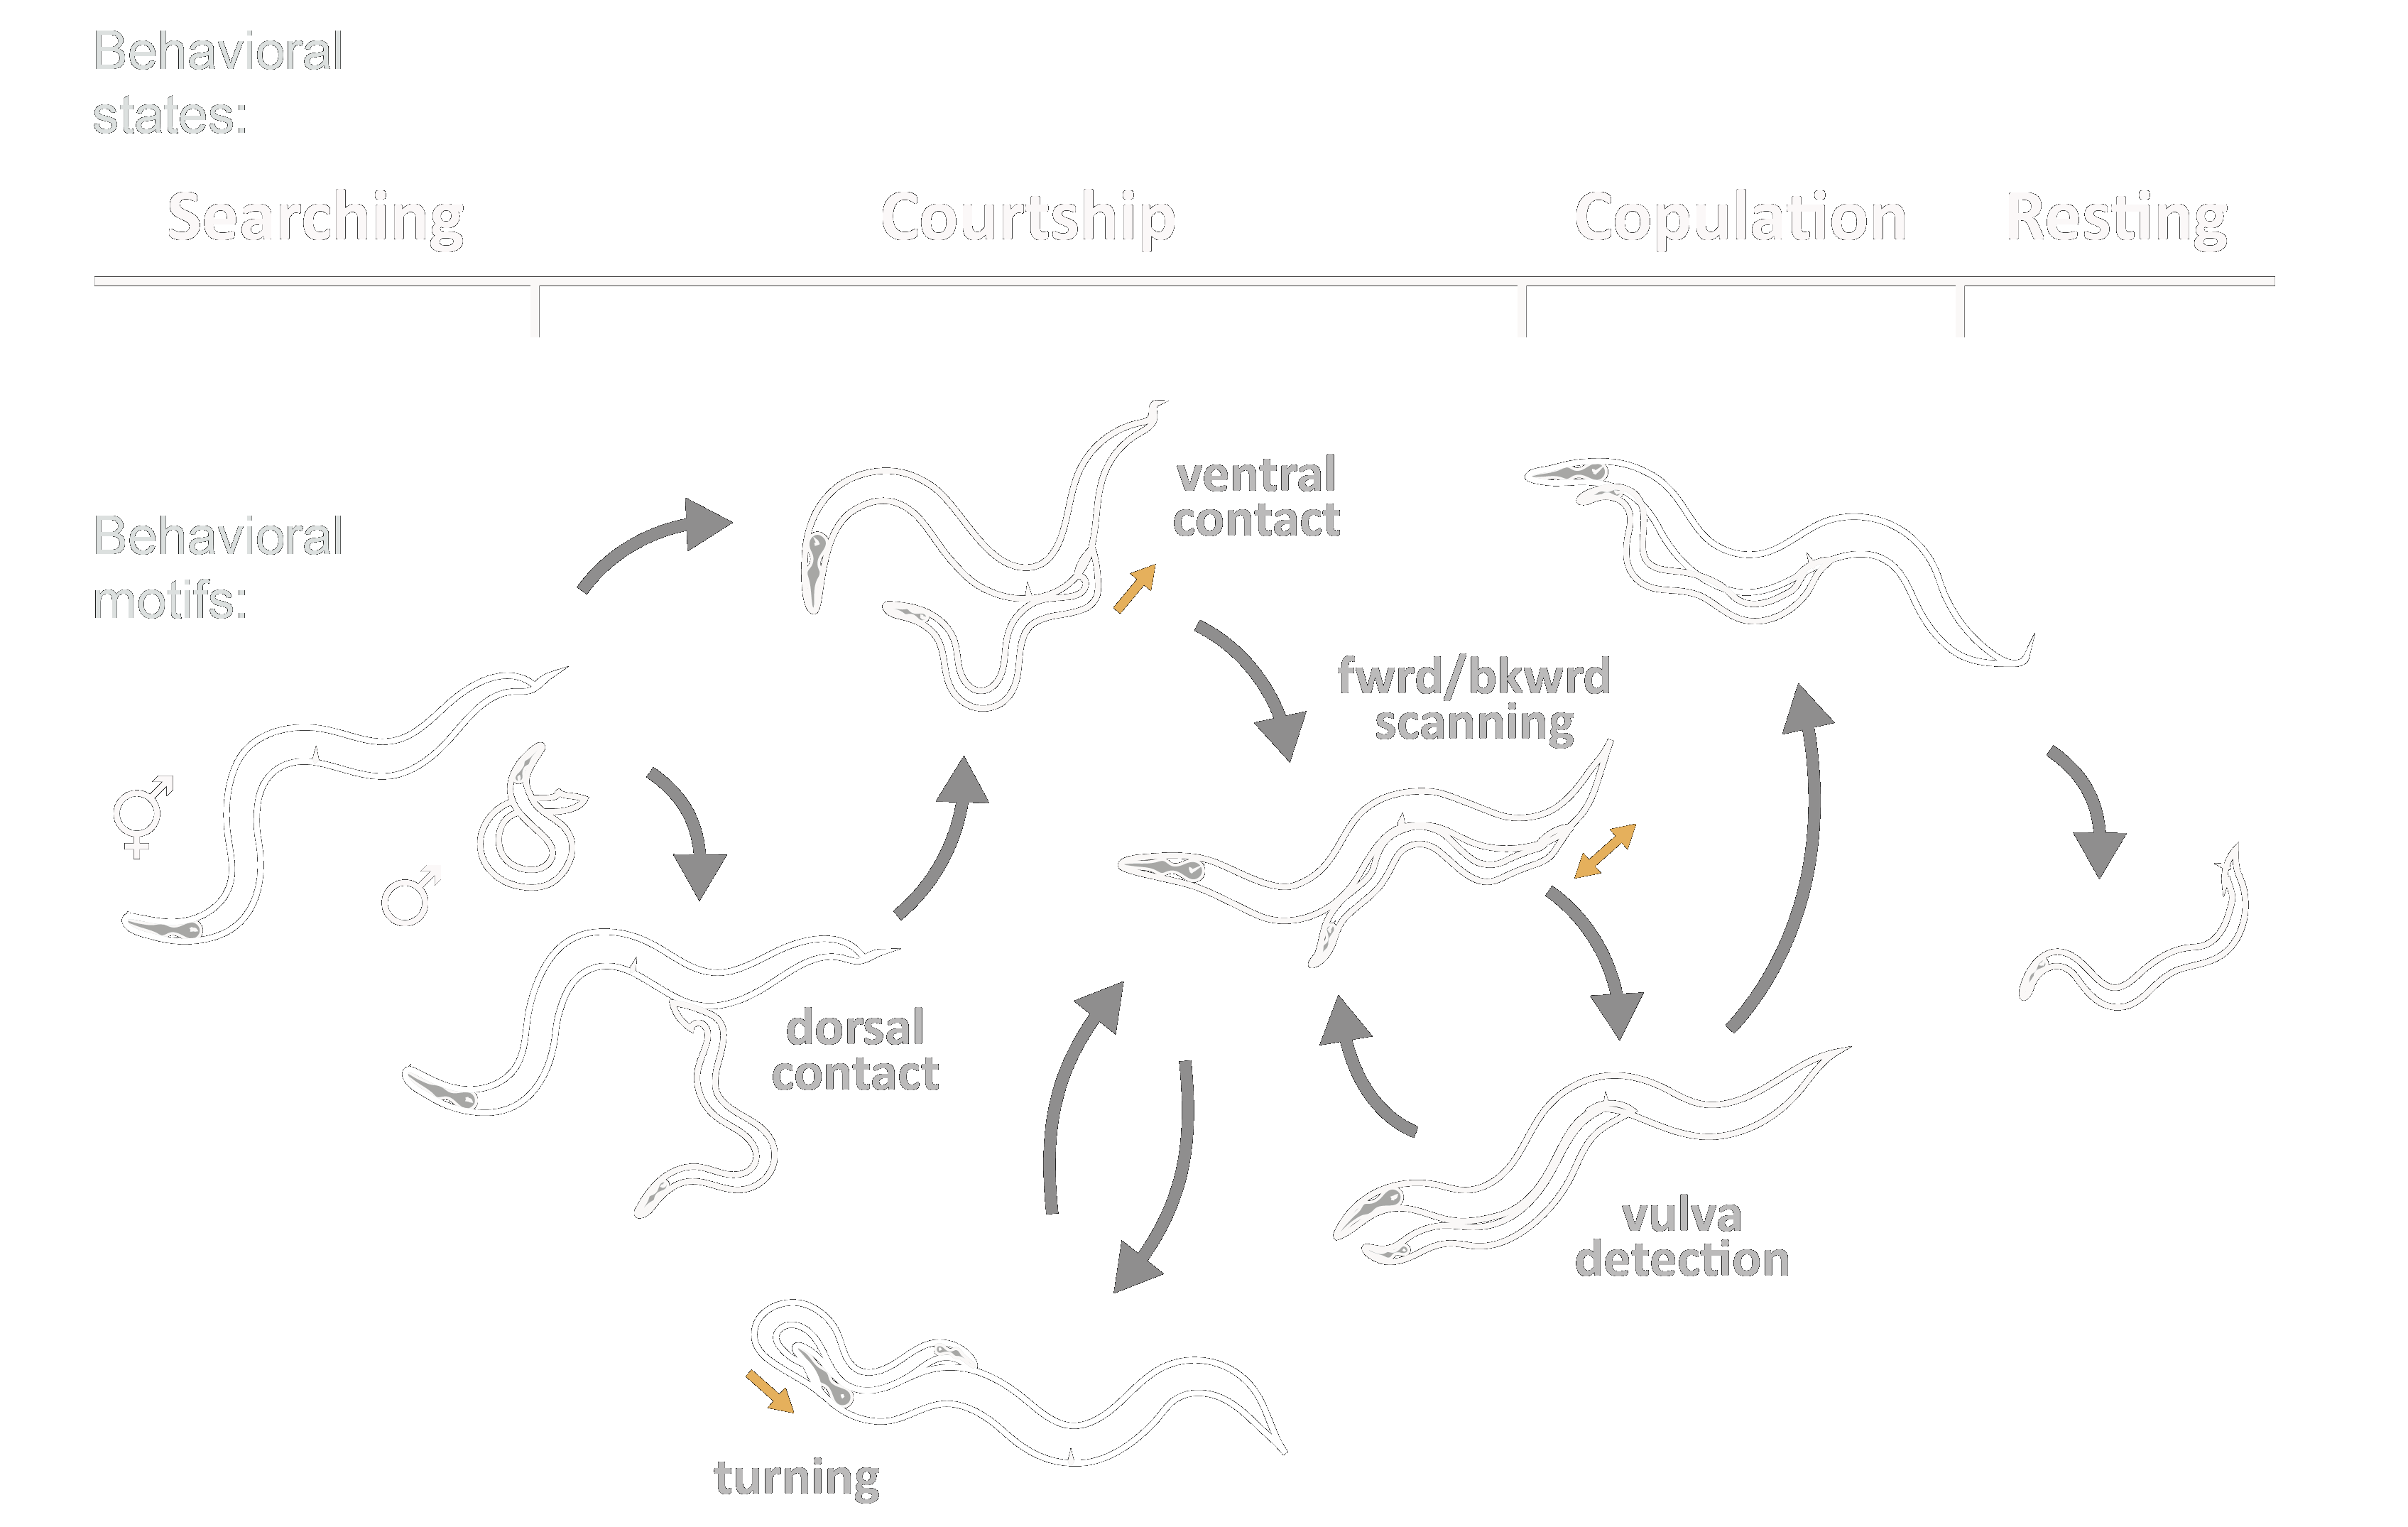 Behavioral
states:
Searching Courtship Copulation Resting
Behavioral
motifs:
ventral
contact
fwrd/bkwrd
scanning
dorsal
contact
vulva
detection
turning